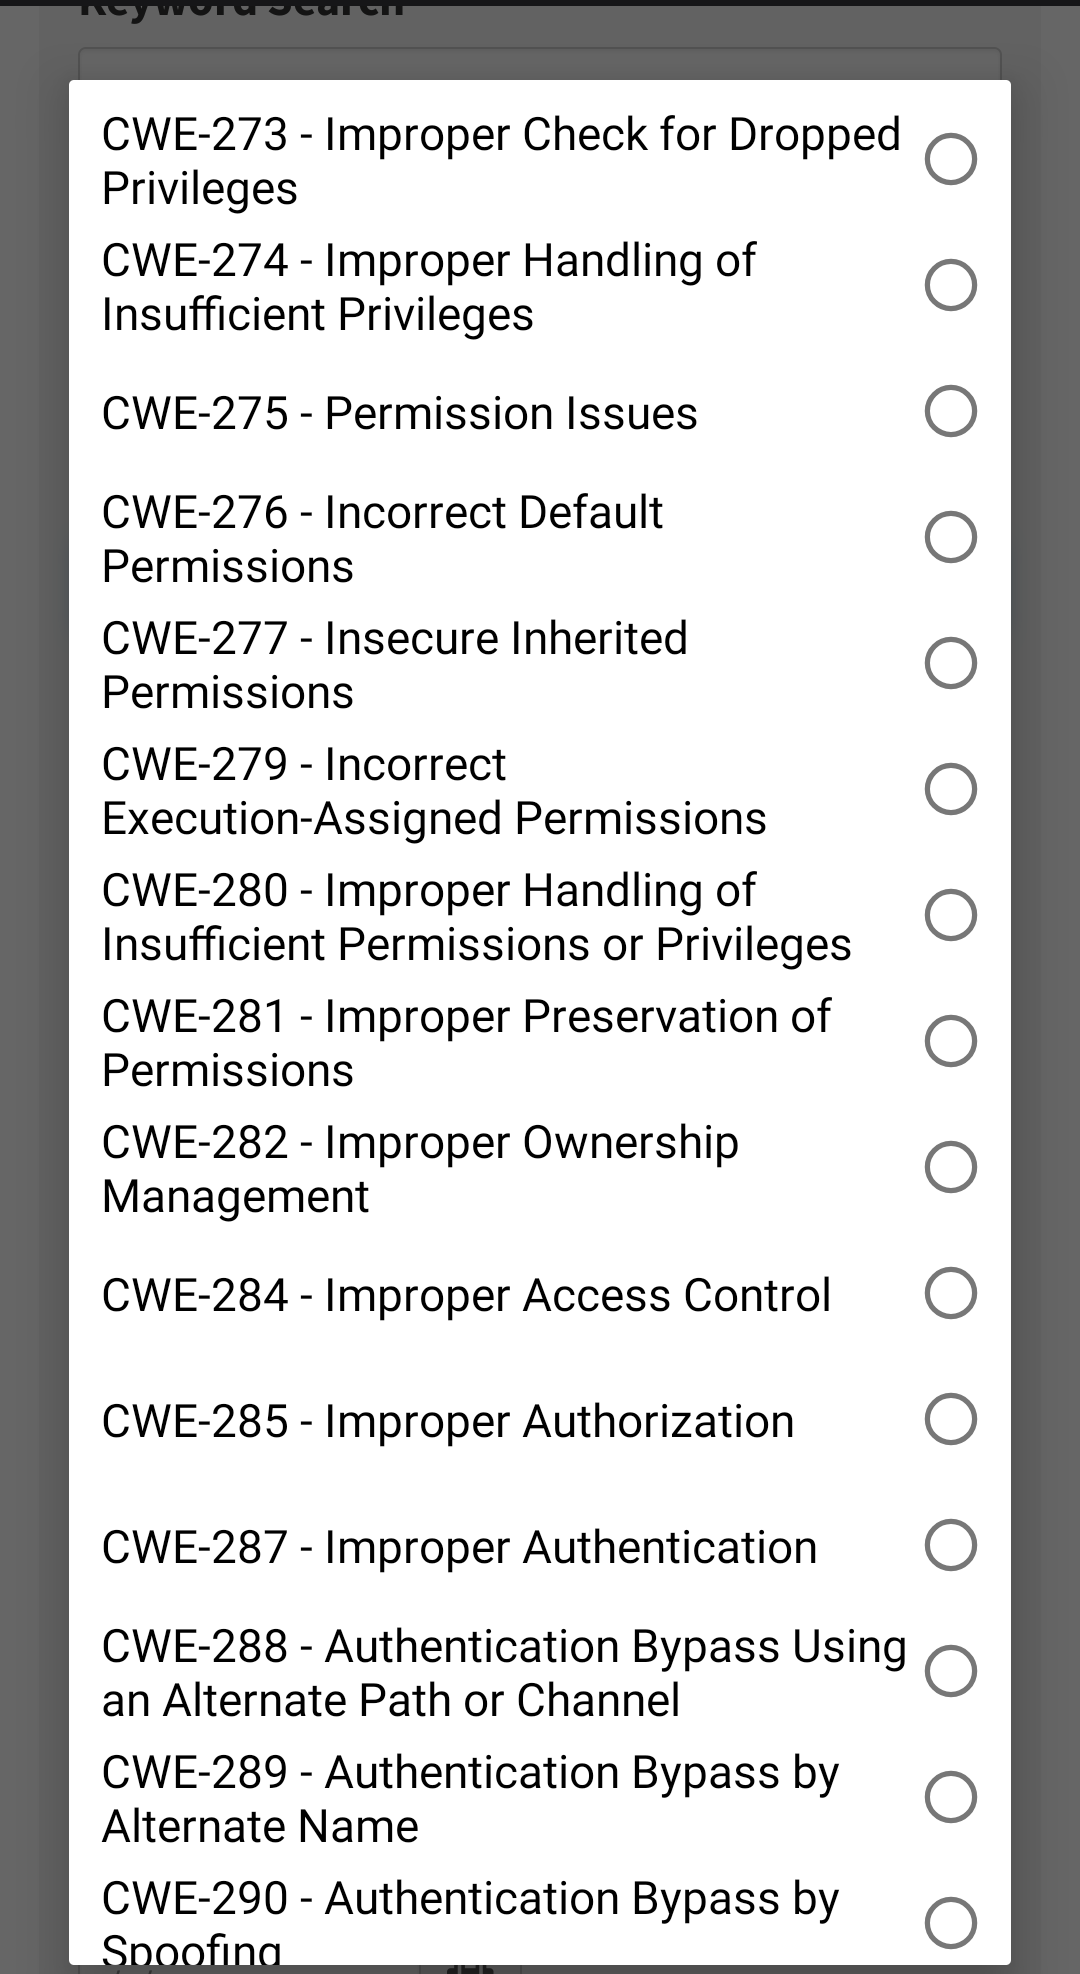 Keyword Search
CWE-273 - Improper Check for Dropped
Privileges
CWE-274 - Improper Handling of
Insufficient Privileges
CWE-275 - Permission Issues
CWE-276 - Incorrect Default
Permissions
CWE-277 - Insecure Inherited
Permissions
CWE-279 - Incorrect
Execution-Assigned Permissions
CWE-280 - Improper Handling of
Insufficient Permissions or Privileges
CWE-281 - Improper Preservation of
Permissions
CWE-282 - Improper Ownership
Management
CWE-284 - Improper Access Control
CWE-285 - Improper Authorization
CWE-287 - Improper Authentication
CWE-288 - Authentication Bypass Using
an Alternate Path or Channel
CWE-289 - Authentication Bypass by
Alternate Name
CWE-290 - Authentication Bypass by
Spoofing